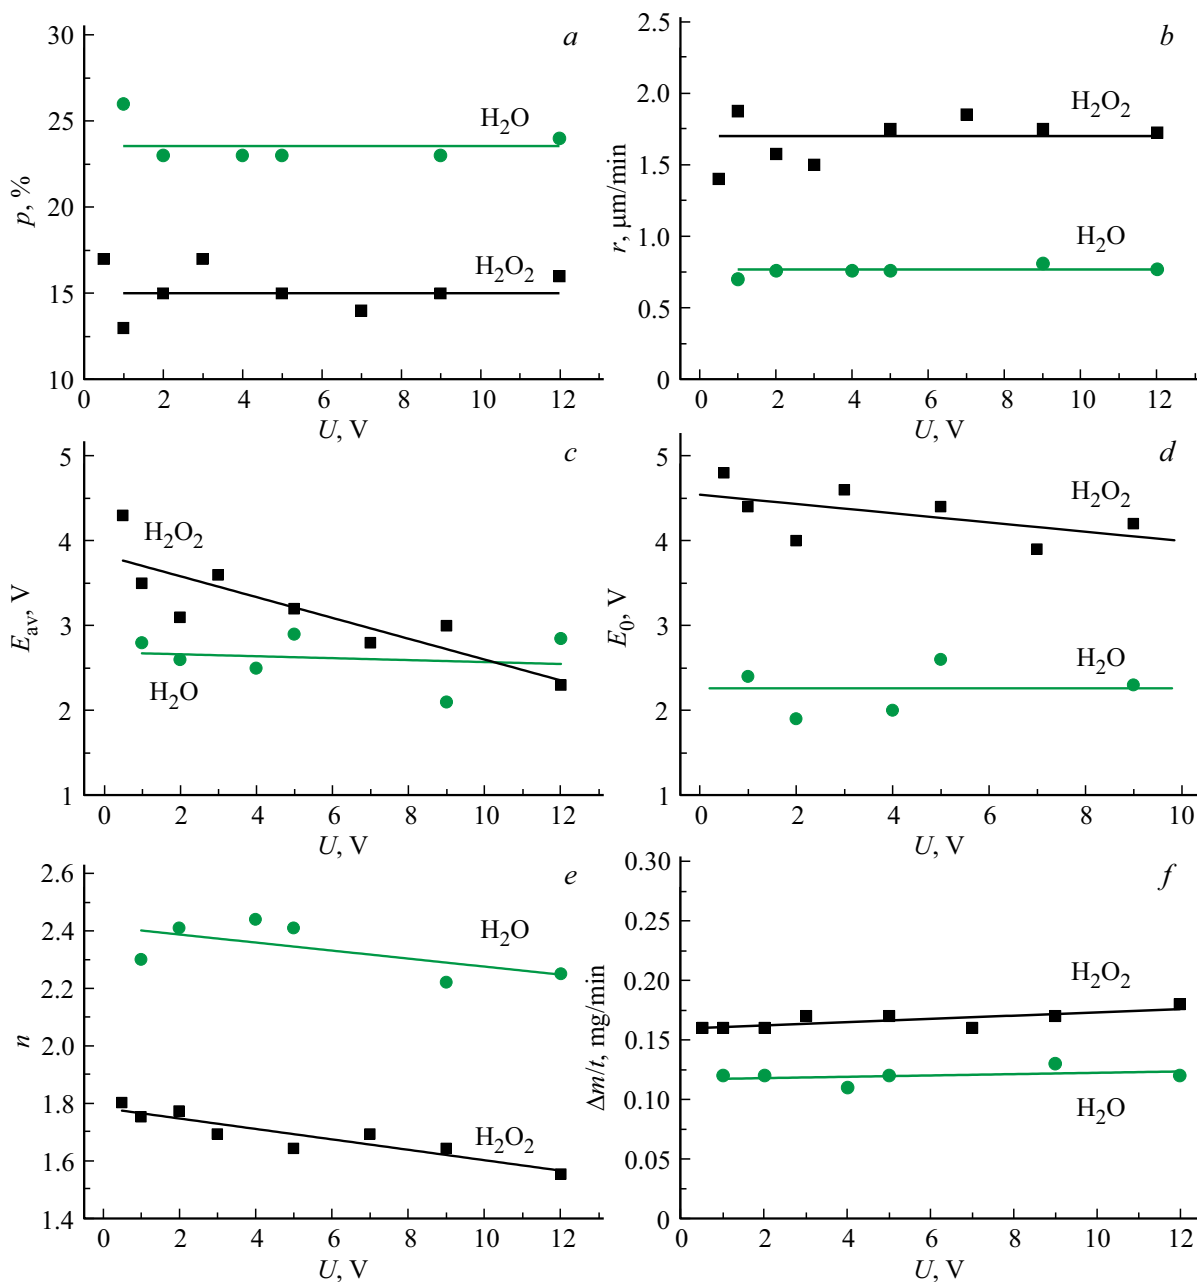 a
30
25
20
15
10
p, %
H₂O
H₂O₂
0 2 4 6 8 10 12
U, V
b
2.5
2.0
1.5
1.0
0.5
0
r, μm/min
H₂O₂
H₂O
0 2 4 6 8 10 12
U, V
c
5
4
3
2
1
Eav, V
H₂O₂
H₂O
0 2 4 6 8 10 12
U, V
d
5
4
3
2
1
E₀, V
H₂O₂
H₂O
0 2 4 6 8 10
U, V
e
2.6
2.4
2.2
2.0
1.8
1.6
1.4
n
H₂O
H₂O₂
0 2 4 6 8 10 12
U, V
f
0.30
0.25
0.20
0.15
0.10
0.05
0
Δm/t, mg/min
H₂O₂
H₂O
0 2 4 6 8 10 12
U, V